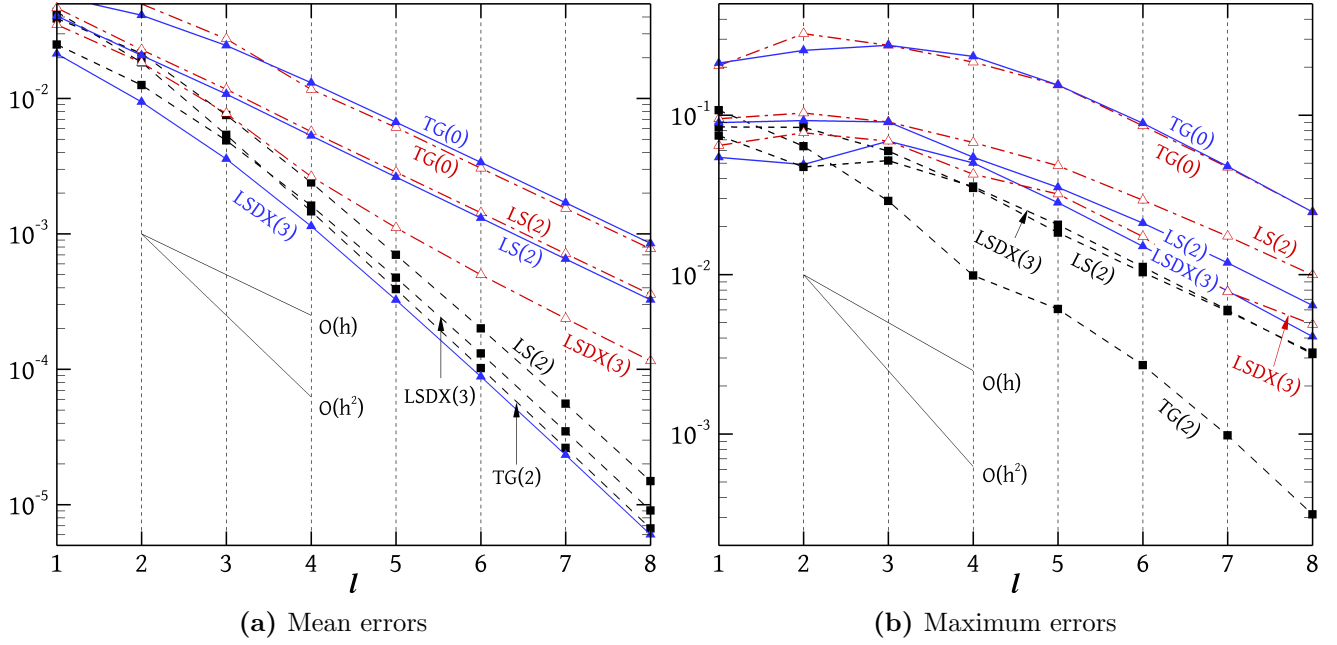 10⁻²
10⁻³
10⁻⁴
10⁻⁵
TG(0)
TG(0)
LS(2)
LS(2)
LSDX(3)
LSDX(3)
LS(2)
LSDX(3)
TG(2)
O(h)
O(h²)
1 2 3 4 5 6 7 8
l
(a) Mean errors
10⁻¹
10⁻²
10⁻³
TG(0)
TG(0)
LS(2)
LS(2)
LSDX(3)
LSDX(3)
LS(2)
LSDX(3)
TG(2)
O(h)
O(h²)
1 2 3 4 5 6 7 8
l
(b) Maximum errors